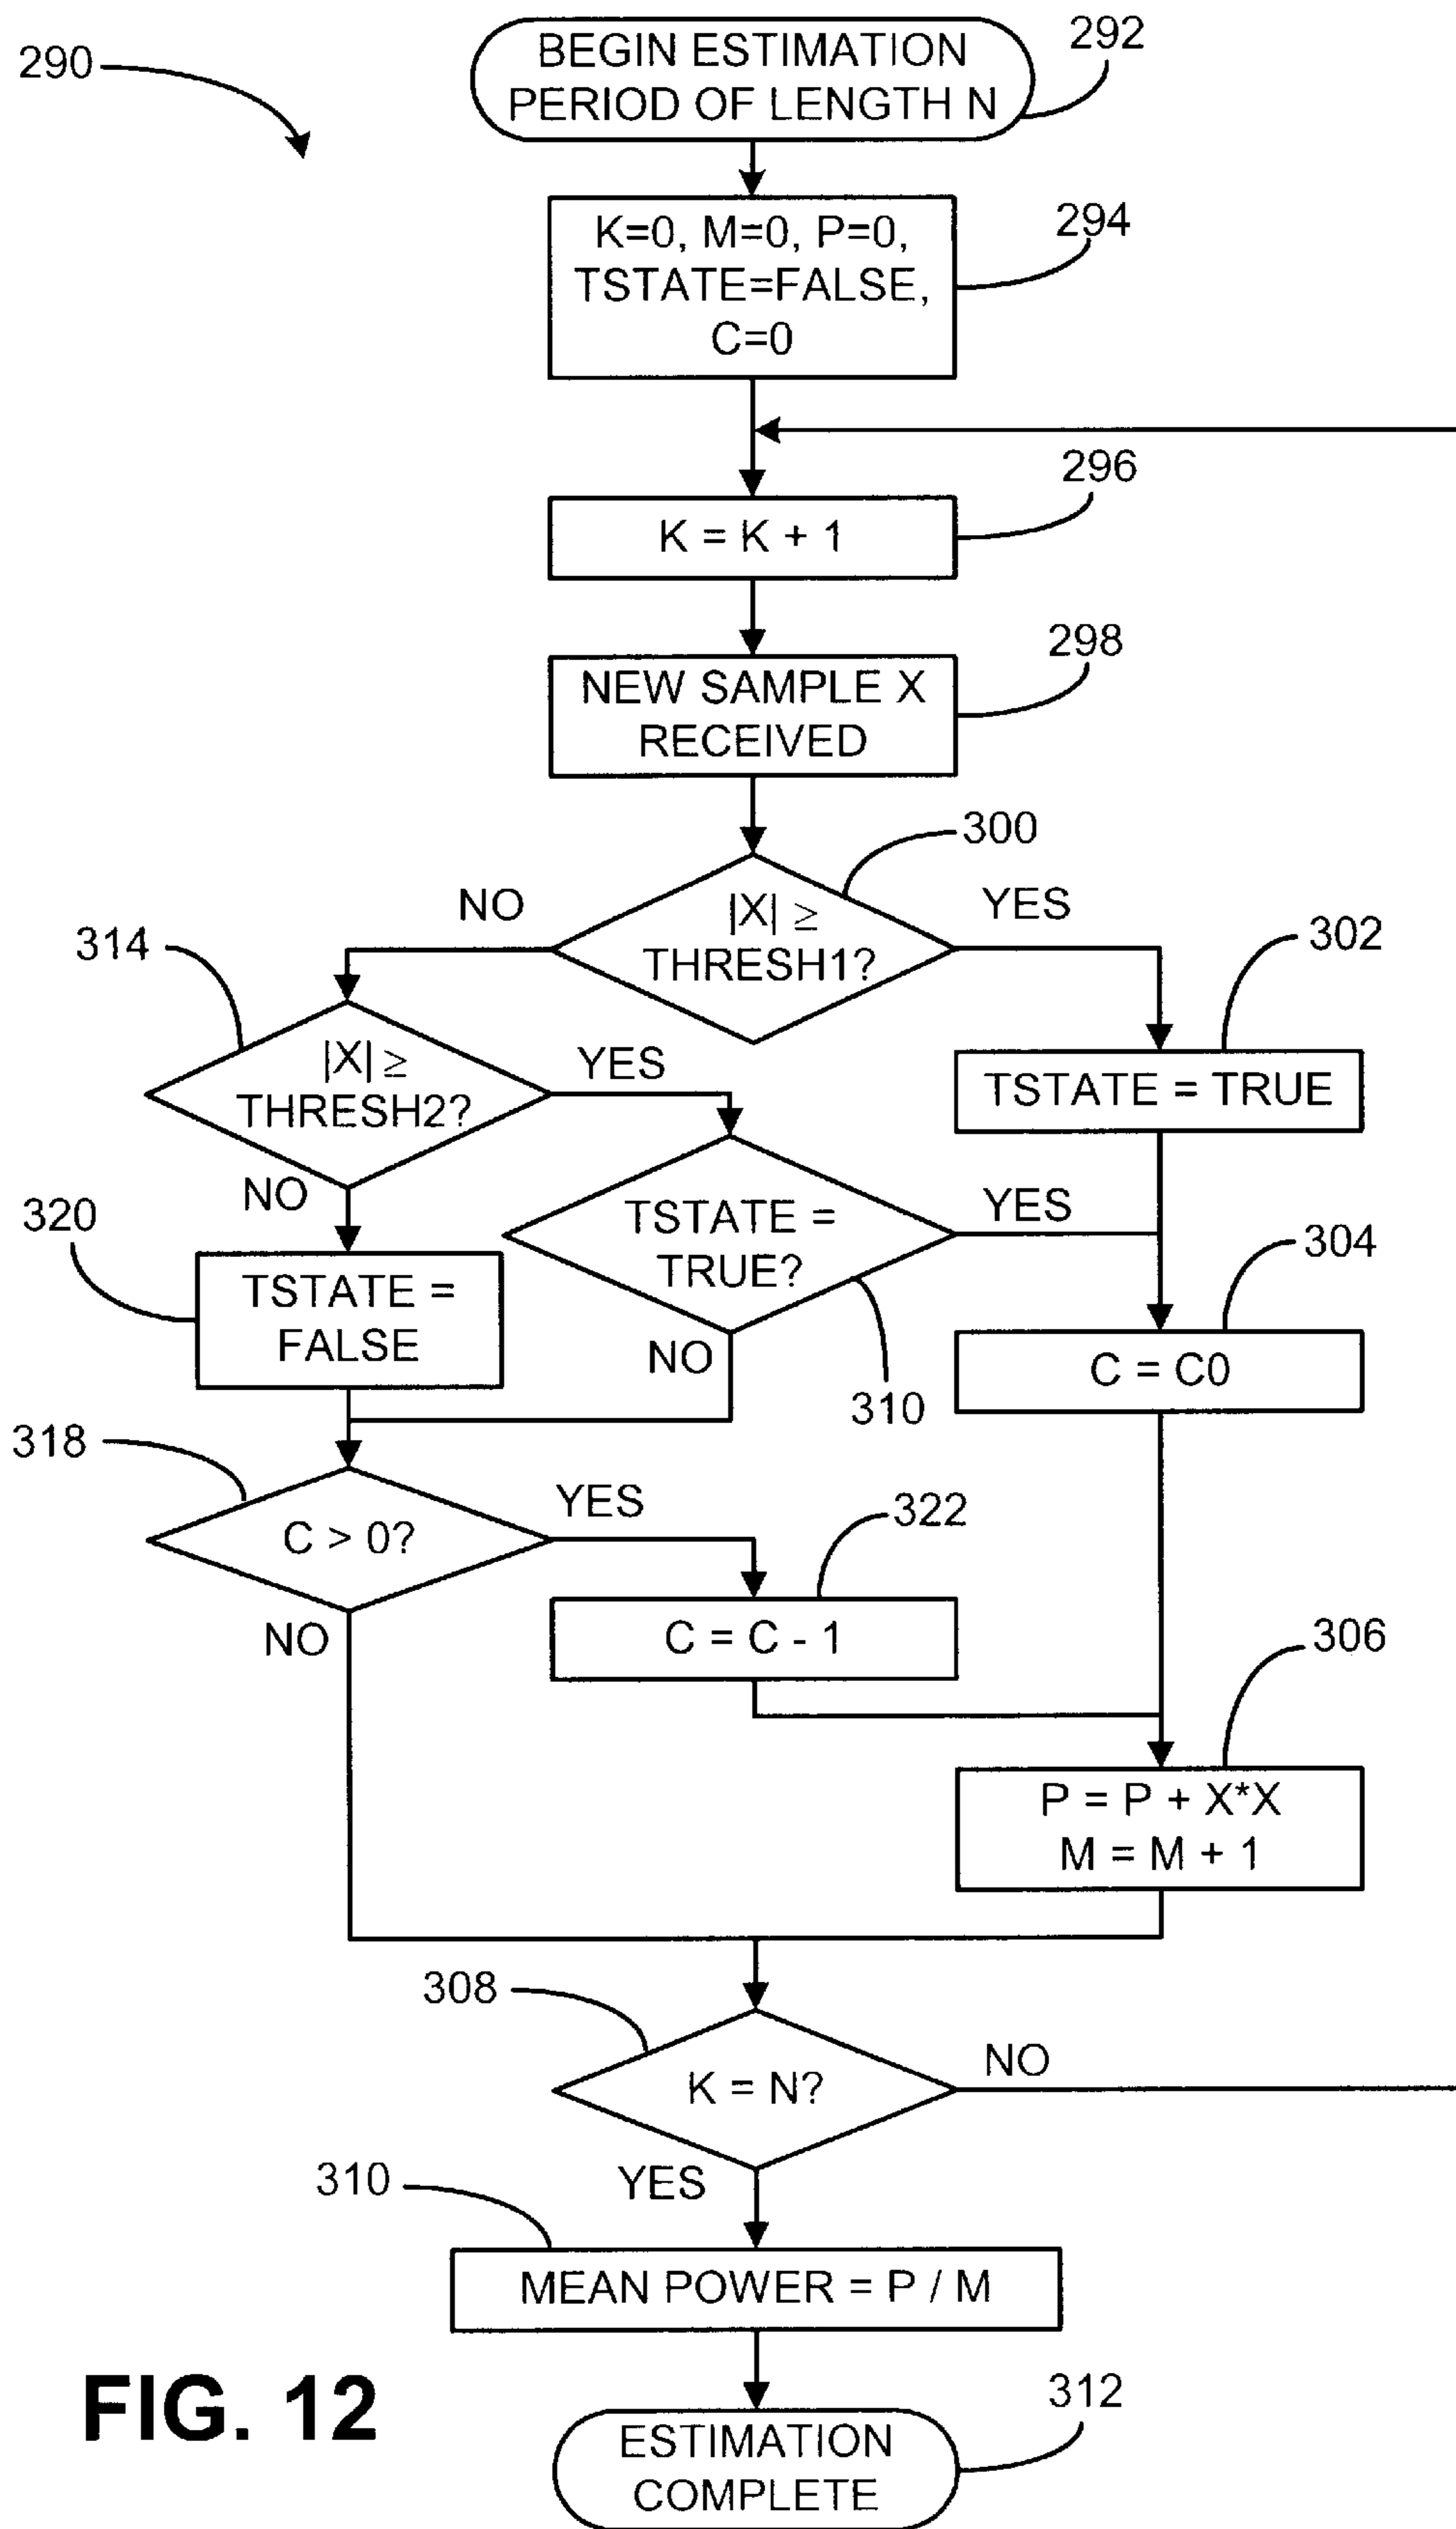 290
BEGIN ESTIMATION
PERIOD OF LENGTH N
292
K=0, M=0, P=0,
TSTATE=FALSE,
C=0
294
K = K + 1
296
NEW SAMPLE X
RECEIVED
298
300
|X| ≥
THRESH1?
NO
YES
314
|X| ≥
THRESH2?
YES
NO
302
TSTATE = TRUE
TSTATE =
TRUE?
YES
NO
310
320
TSTATE =
FALSE
304
C = C0
318
C > 0?
YES
NO
322
C = C - 1
306
P = P + X*X
M = M + 1
308
K = N?
NO
YES
310
MEAN POWER = P / M
FIG. 12
ESTIMATION
COMPLETE
312